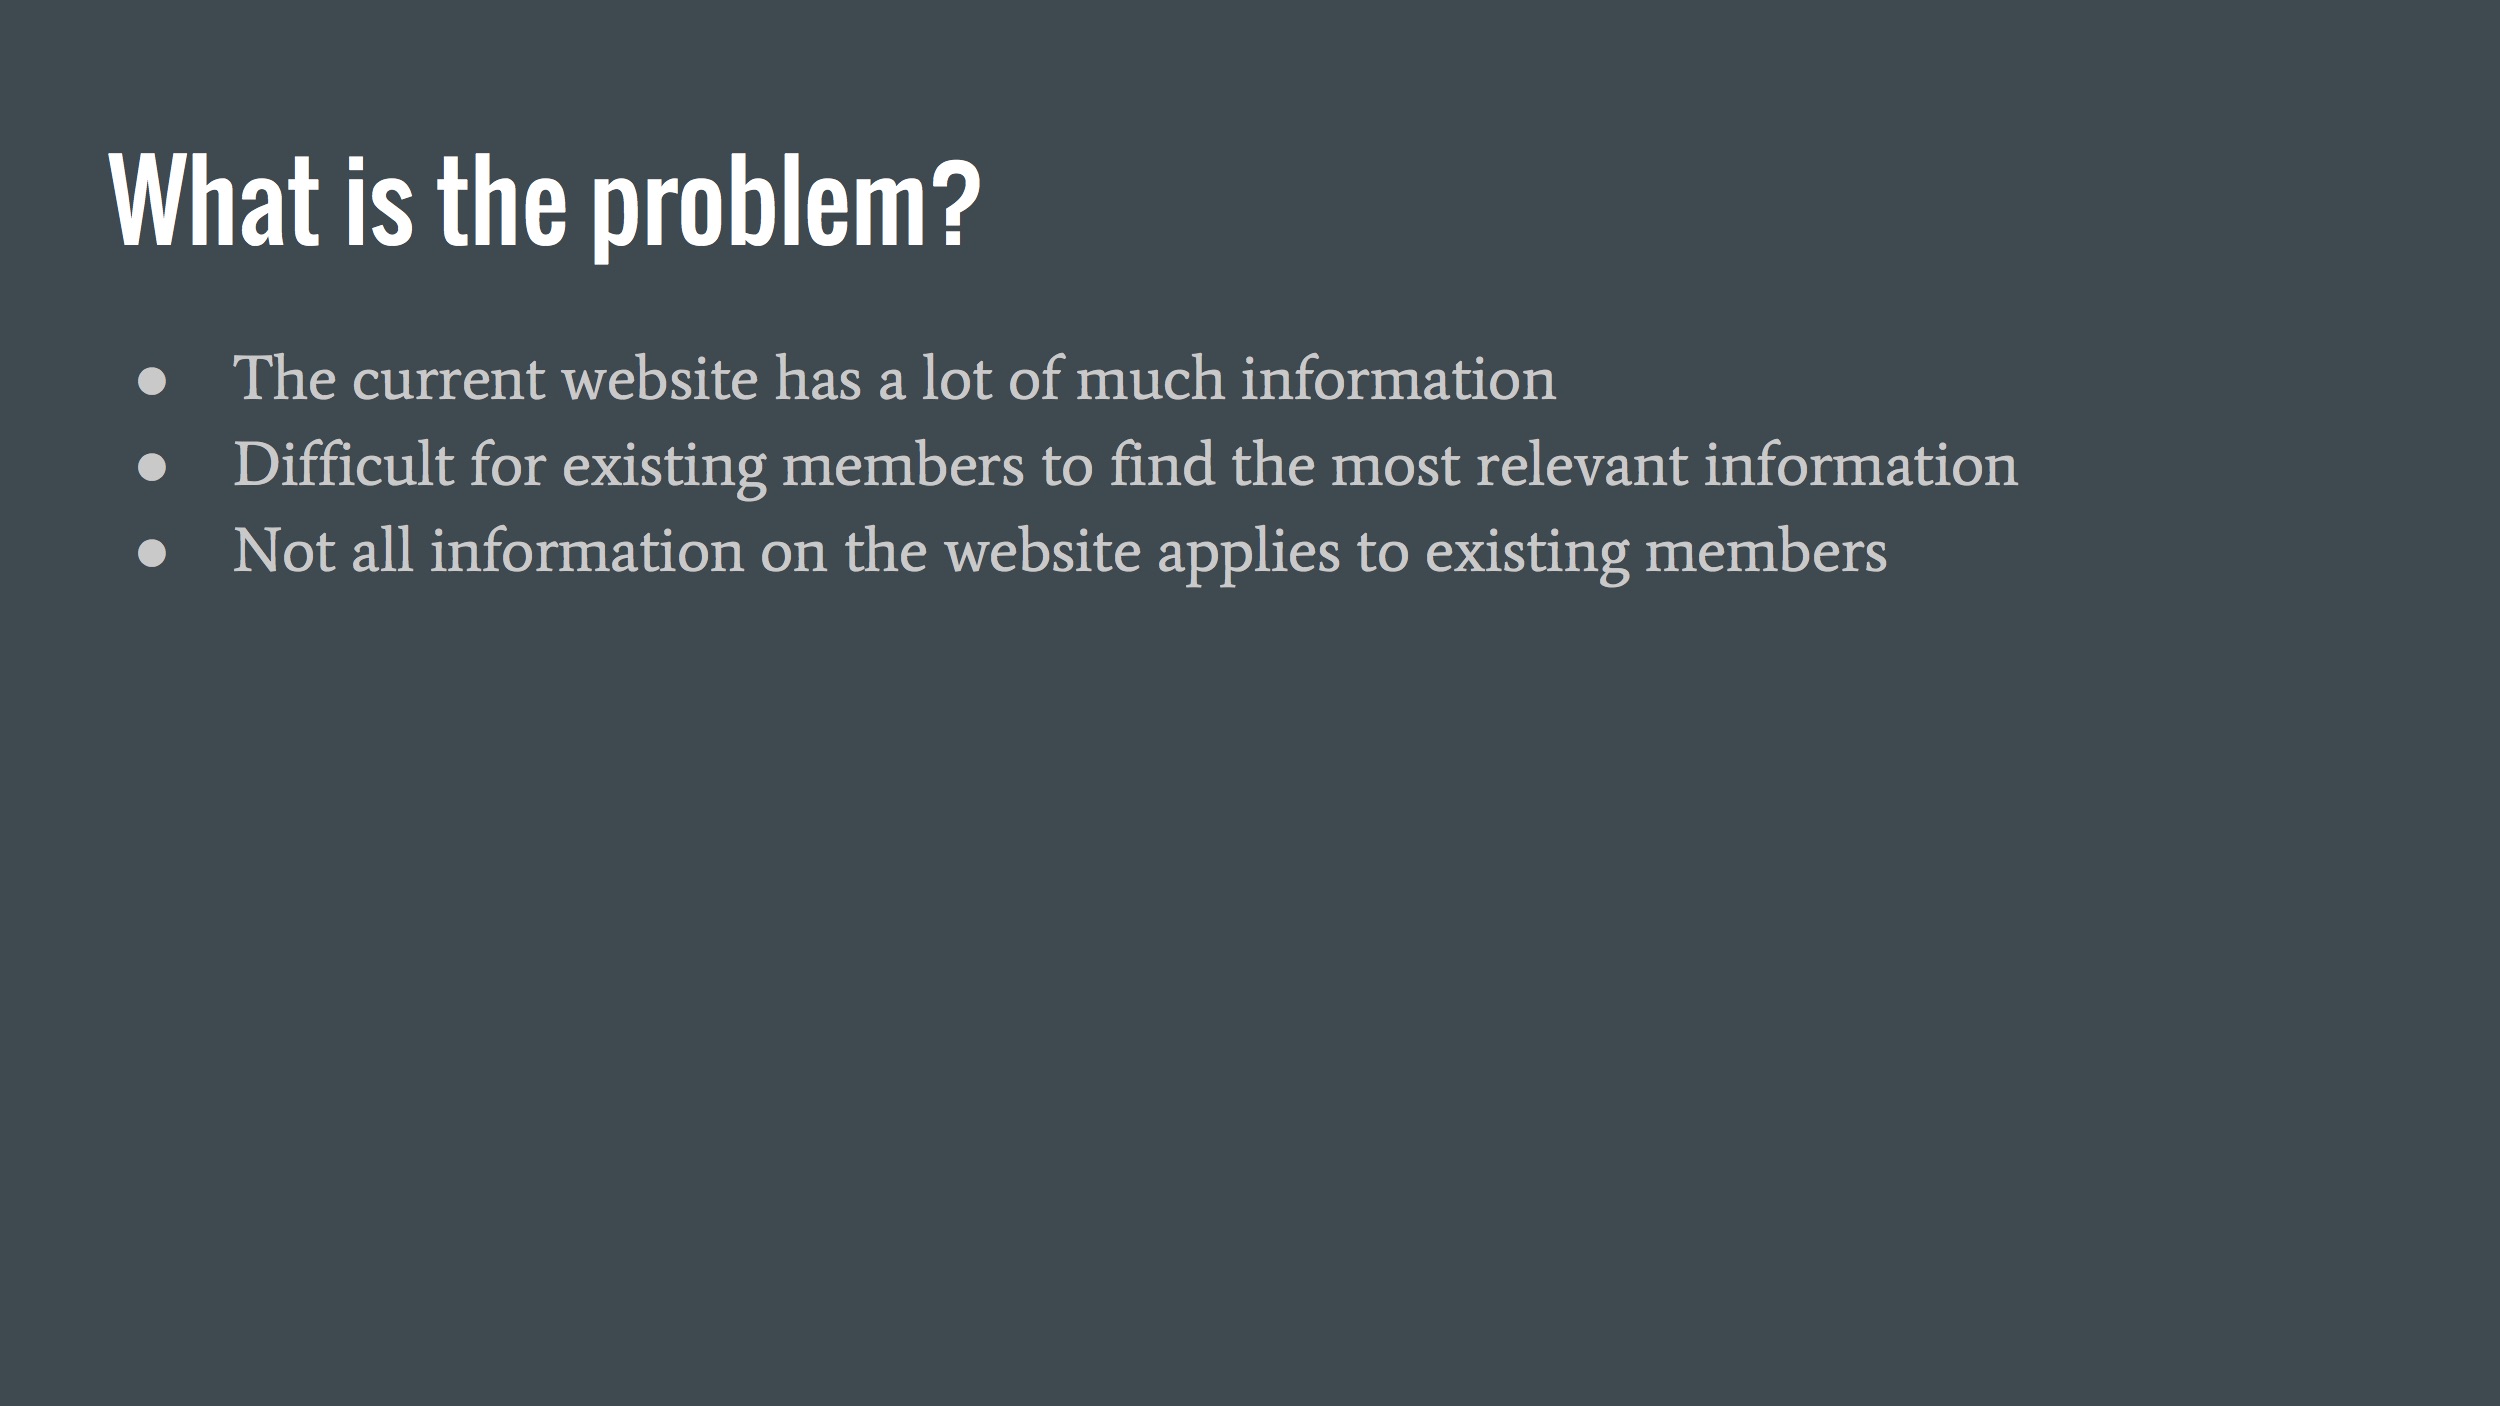 What is the problem?
● The current website has a lot of much information
● Difficult for existing members to find the most relevant information
● Not all information on the website applies to existing members